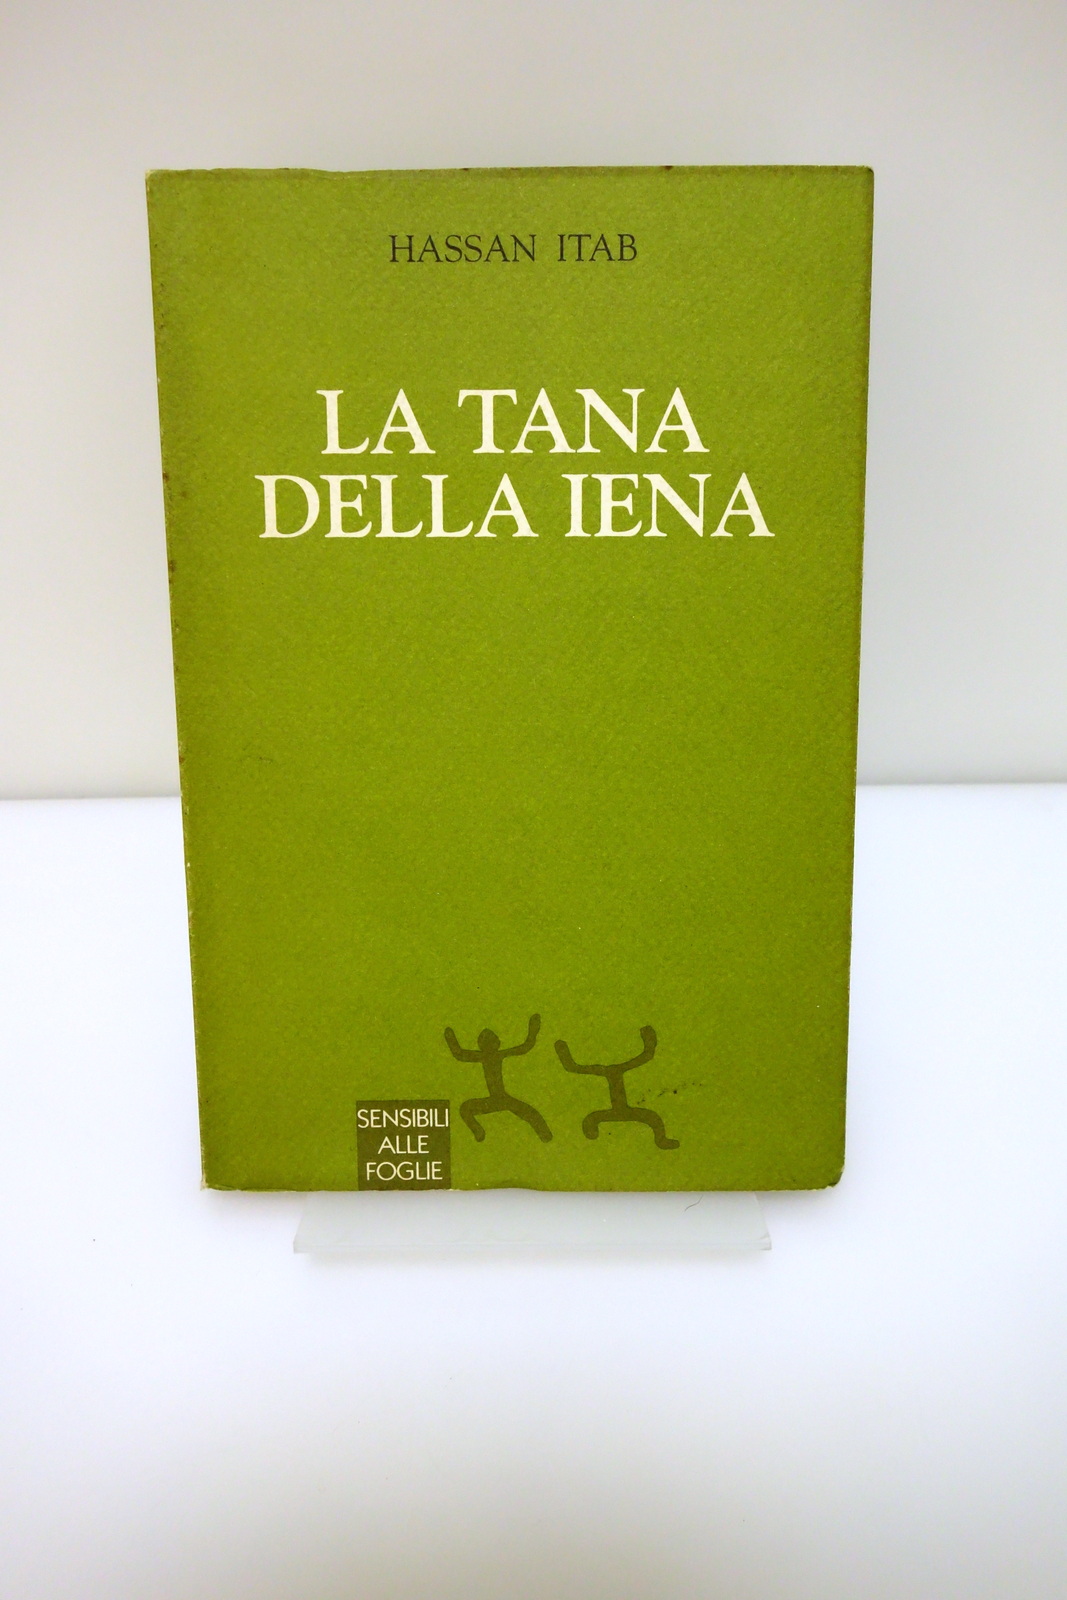 HASSAN ITAB
LA TANA
DELLA IENA
SENSIBILI
ALLE
FOGLIE